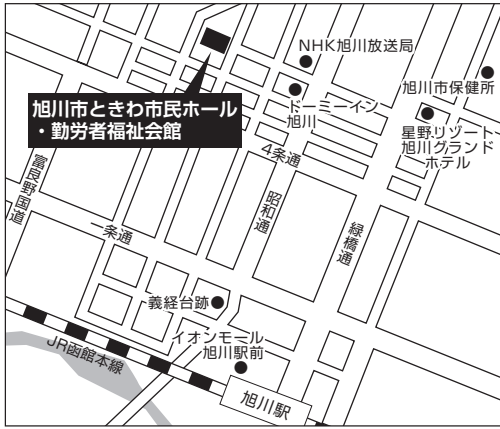 NHK旭川放送局
旭川市保健所
旭川市ときわ市民ホール
・勤労者福祉会館
ドーミーイン
旭川
星野リゾート・
旭川グランド
ホテル
4条通
富良野国道
昭和通
緑橋通
一条通
義経台跡
イオンモール
旭川駅前
JR函館本線
旭川駅